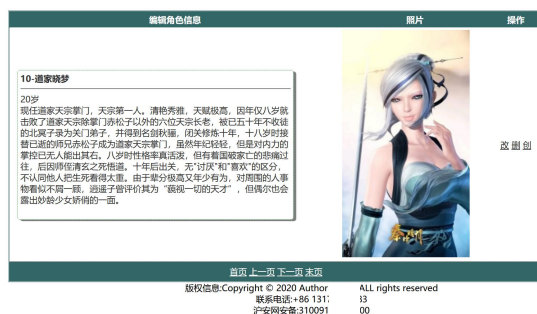 编辑角色信息 照片 操作
10-道家晓梦
20岁
现任道家天宗掌门，天宗第一人。清艳秀雅，天赋极高，因年仅八岁就
击败了道家天宗除掌门赤松子以外的六位天宗长老，被已五十年不收徒
的北冥子录为关门弟子，并得到名剑秋骊，闭关修炼十年，十八岁时接
替已逝的师兄赤松子成为道家天宗掌门，虽然年纪轻轻，但是对内力的
掌控已无人能出其右。八岁时性格率真活泼，但有着国破家亡的悲痛过
往，后因师侄清玄之死悟道。十年后出关，无"讨厌"和"喜欢"的区分，
不认同他人把生死看得太重。由于辈分极高又年少有为，对周围的人事
物看似不屑一顾，逍遥子曾评价其为“藐视一切的天才”，但偶尔也会
露出妙龄少女娇俏的一面。
秦时明月
改 删 创
首页 上一页 下一页 末页
版权信息:Copyright © 2020 Author ALL rights reserved
联系电话:+86 1317 33
沪安网安备:310091 00